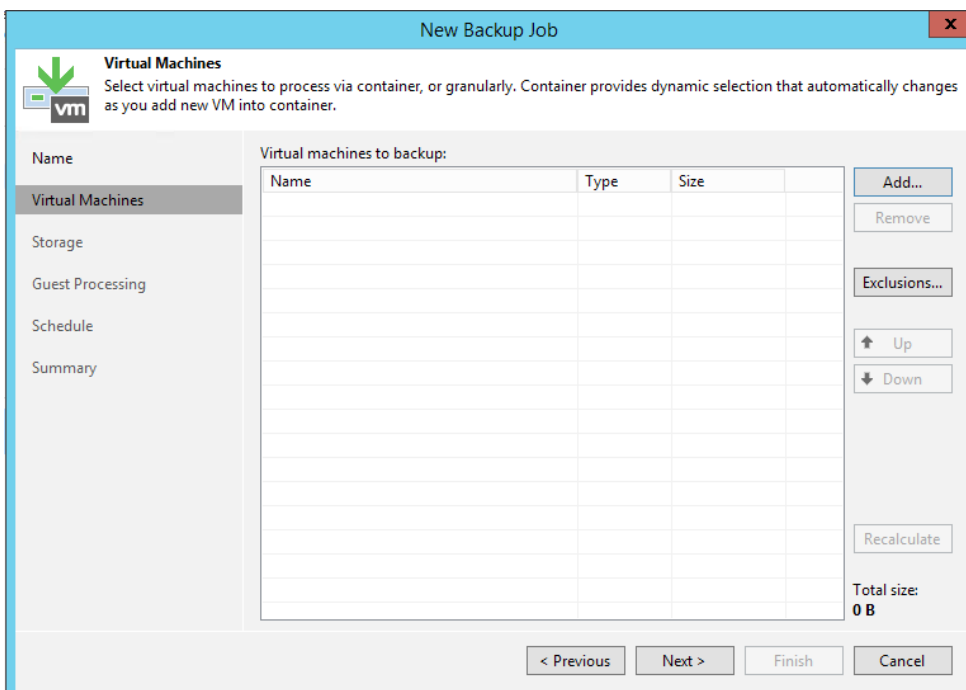 New Backup Job
x
Virtual Machines
Select virtual machines to process via container, or granularly. Container provides dynamic selection that automatically changes
as you add new VM into container.
vm
Name
Virtual Machines
Storage
Guest Processing
Schedule
Summary
Virtual machines to backup:
Name Type Size
Add...
Remove
Exclusions...
Up
Down
Recalculate
Total size:
0 B
< Previous Next > Finish Cancel